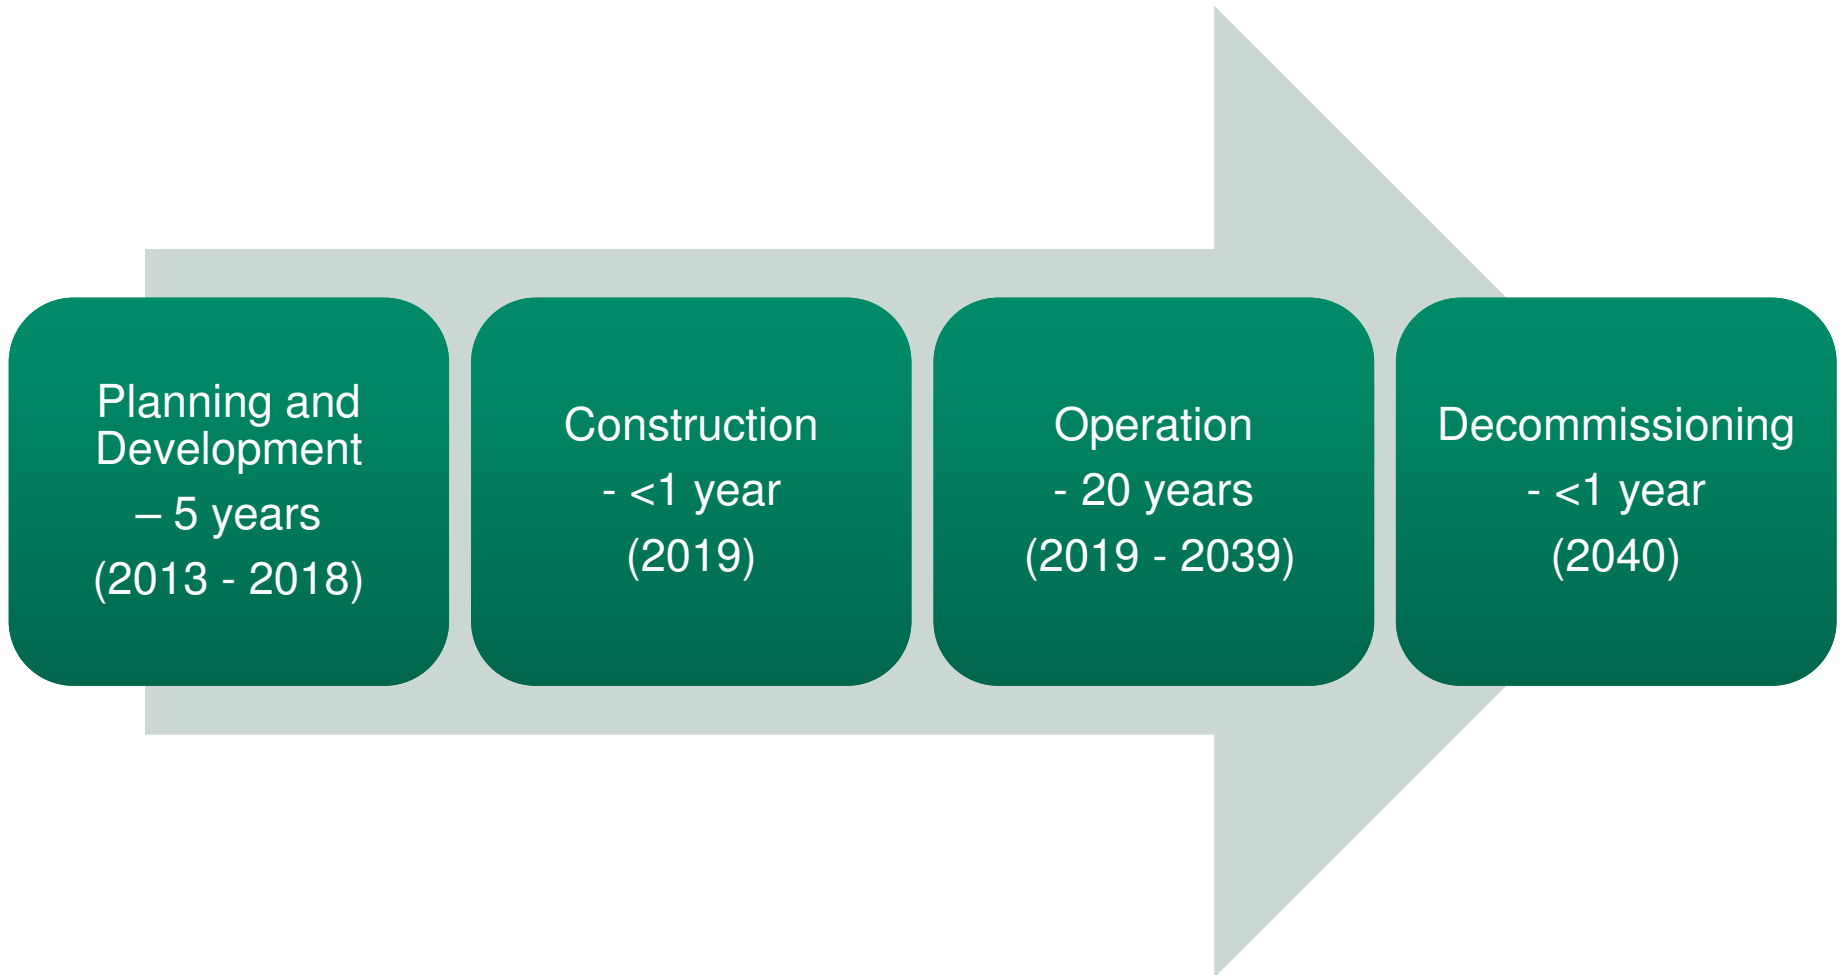 Planning and
Development
– 5 years
(2013 - 2018)
Construction
- <1 year
(2019)
Operation
- 20 years
(2019 - 2039)
Decommissioning
- <1 year
(2040)